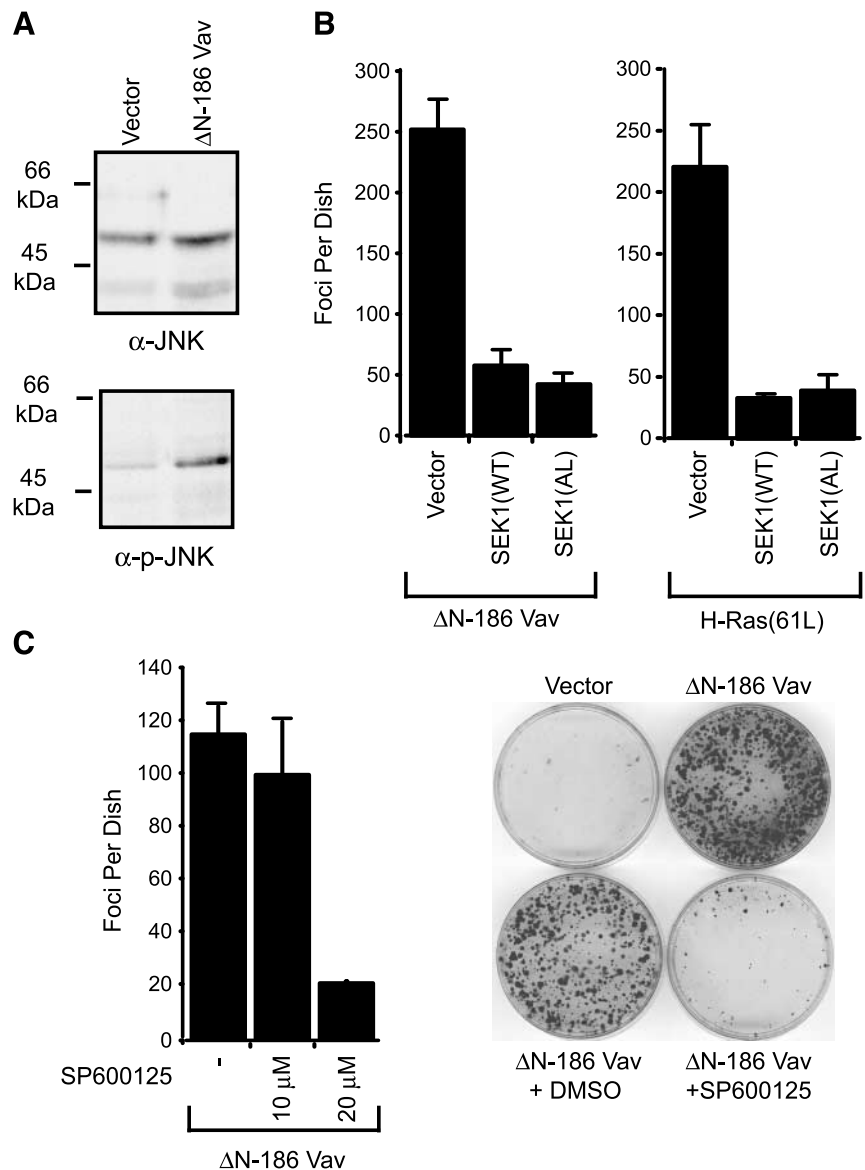 A
Vector
ΔN-186 Vav
66
kDa
45
kDa
α-JNK
66
kDa
45
kDa
α-p-JNK
B
300
250
200
150
100
50
0
Foci Per Dish
Vector
SEK1(WT)
SEK1(AL)
ΔN-186 Vav
300
250
200
150
100
50
0
Vector
SEK1(WT)
SEK1(AL)
H-Ras(61L)
C
140
120
100
80
60
40
20
0
Foci Per Dish
SP600125
-
10 μM
20 μM
ΔN-186 Vav
Vector
ΔN-186 Vav
ΔN-186 Vav
+ DMSO
ΔN-186 Vav
+SP600125